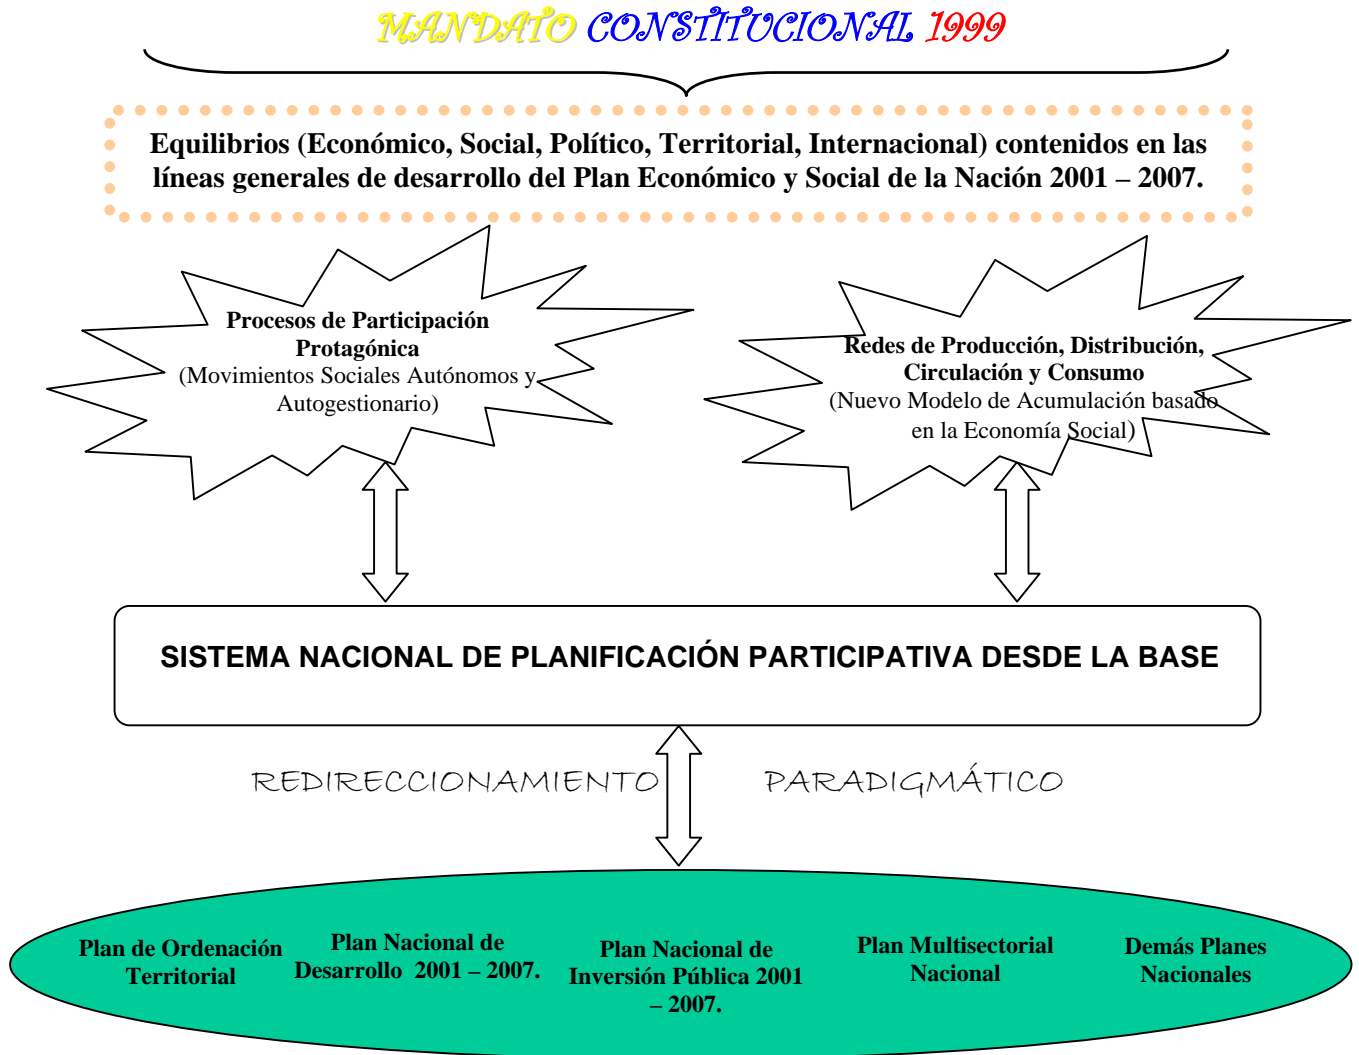 MANDATO CONSTITUCIONAL 1999
Equilibrios (Económico, Social, Político, Territorial, Internacional) contenidos en las
líneas generales de desarrollo del Plan Económico y Social de la Nación 2001 – 2007.
Procesos de Participación
Protagónica
(Movimientos Sociales Autónomos y
Autogestionario)
Redes de Producción, Distribución,
Circulación y Consumo
(Nuevo Modelo de Acumulación basado
en la Economía Social)
SISTEMA NACIONAL DE PLANIFICACIÓN PARTICIPATIVA DESDE LA BASE
REDIRECCIONAMIENTO PARADIGMÁTICO
Plan de Ordenación
Territorial
Plan Nacional de
Desarrollo 2001 – 2007.
Plan Nacional de
Inversión Pública 2001
– 2007.
Plan Multisectorial
Nacional
Demás Planes
Nacionales